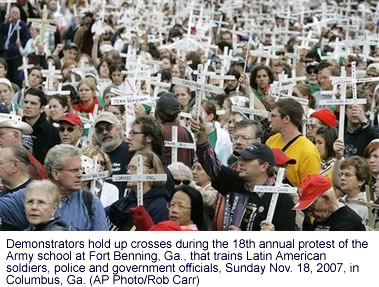 Demonstrators hold up crosses during the 18th annual protest of the
Army school at Fort Benning, Ga., that trains Latin American
soldiers, police and government officials, Sunday Nov. 18, 2007, in
Columbus, Ga. (AP Photo/Rob Carr)